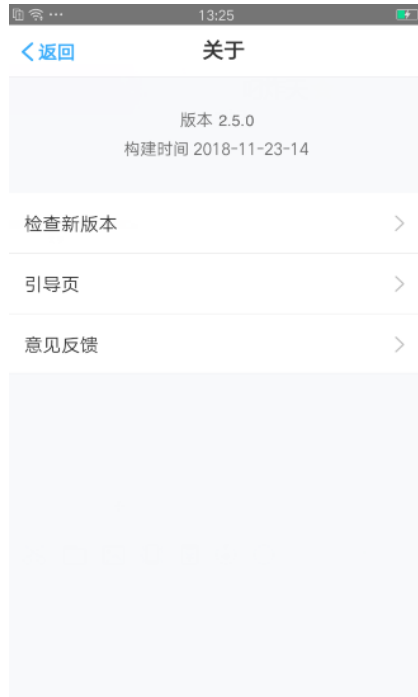 13:25
返回
关于
版本 2.5.0
构建时间 2018-11-23-14
检查新版本
引导页
意见反馈